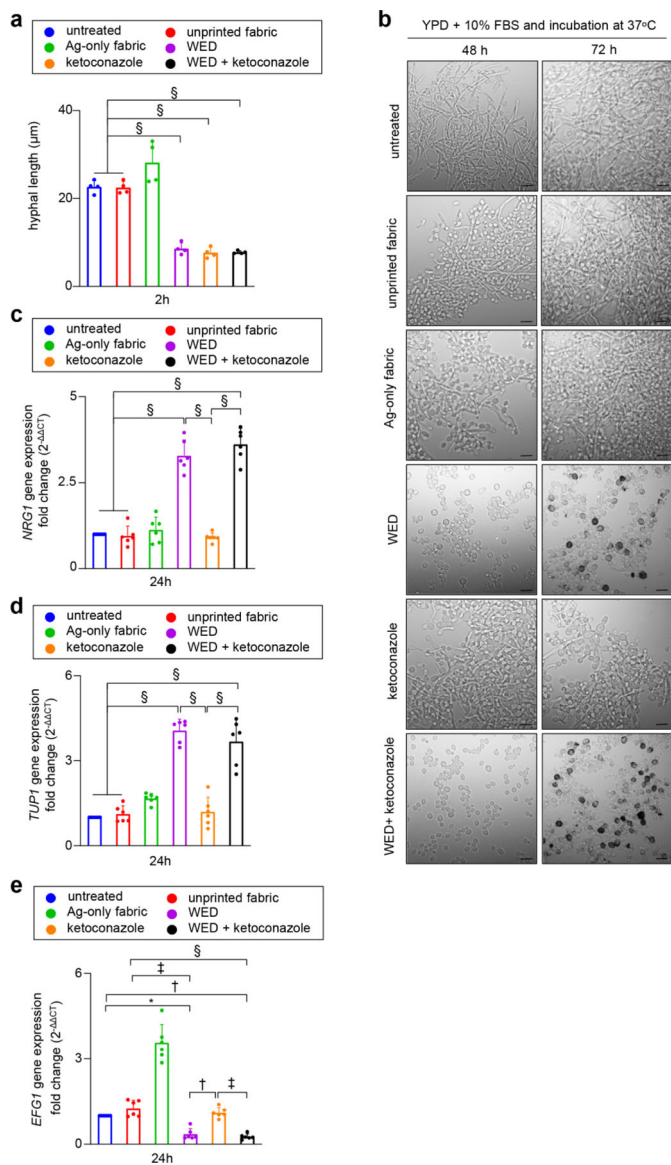 a
untreated
unprinted fabric
Ag-only fabric
WED
ketoconazole
WED + ketoconazole
§
§
§
40
20
0
hyphal length (µm)
2h
b
YPD + 10% FBS and incubation at 37°C
48 h
72 h
untreated
unprinted fabric
Ag-only fabric
WED
ketoconazole
WED+ ketoconazole
c
untreated
unprinted fabric
Ag-only fabric
WED
ketoconazole
WED + ketoconazole
§
§
§
§
5
2.5
0
NRG1 gene expression
fold change (2-ΔΔCT)
24h
d
untreated
unprinted fabric
Ag-only fabric
WED
ketoconazole
WED + ketoconazole
§
§
§
§
6
3
0
TUP1 gene expression
fold change (2-ΔΔCT)
24h
e
untreated
unprinted fabric
Ag-only fabric
WED
ketoconazole
WED + ketoconazole
§
‡
†
*
†
‡
6
3
0
EFG1 gene expression
fold change (2-ΔΔCT)
24h